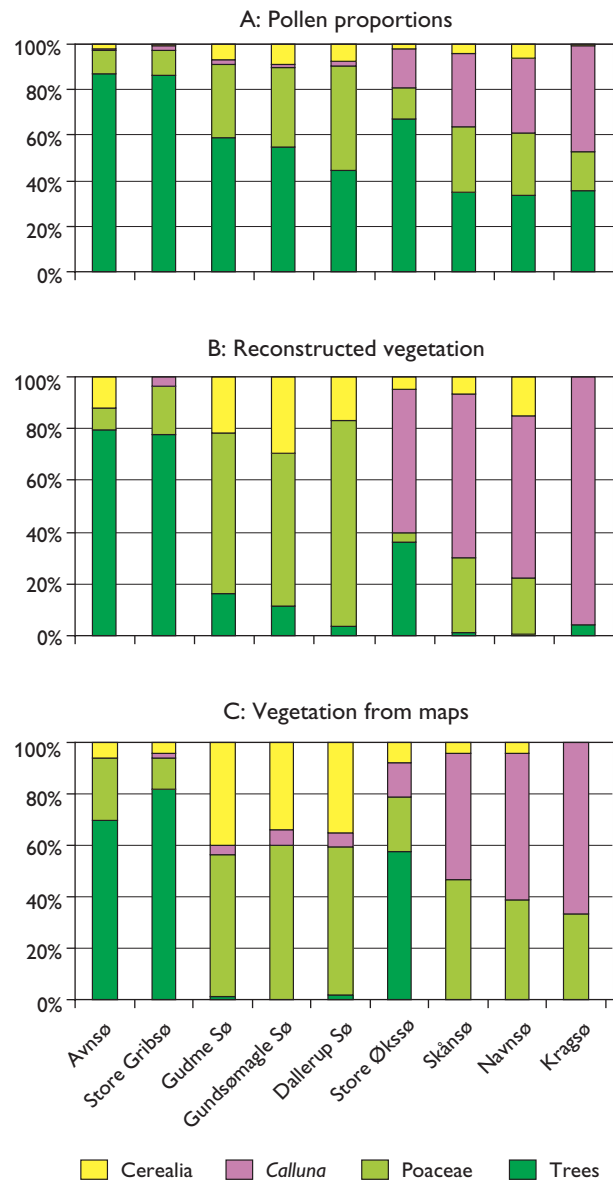 A: Pollen proportions
100%
80%
60%
40%
20%
0%
B: Reconstructed vegetation
100%
80%
60%
40%
20%
0%
C: Vegetation from maps
100%
80%
60%
40%
20%
0%
Avnsø
Store Gribsø
Gudme Sø
Gundsømagle Sø
Dallerup Sø
Store Økssø
Skånsø
Navnsø
Kragsø
Cerealia Calluna Poaceae Trees